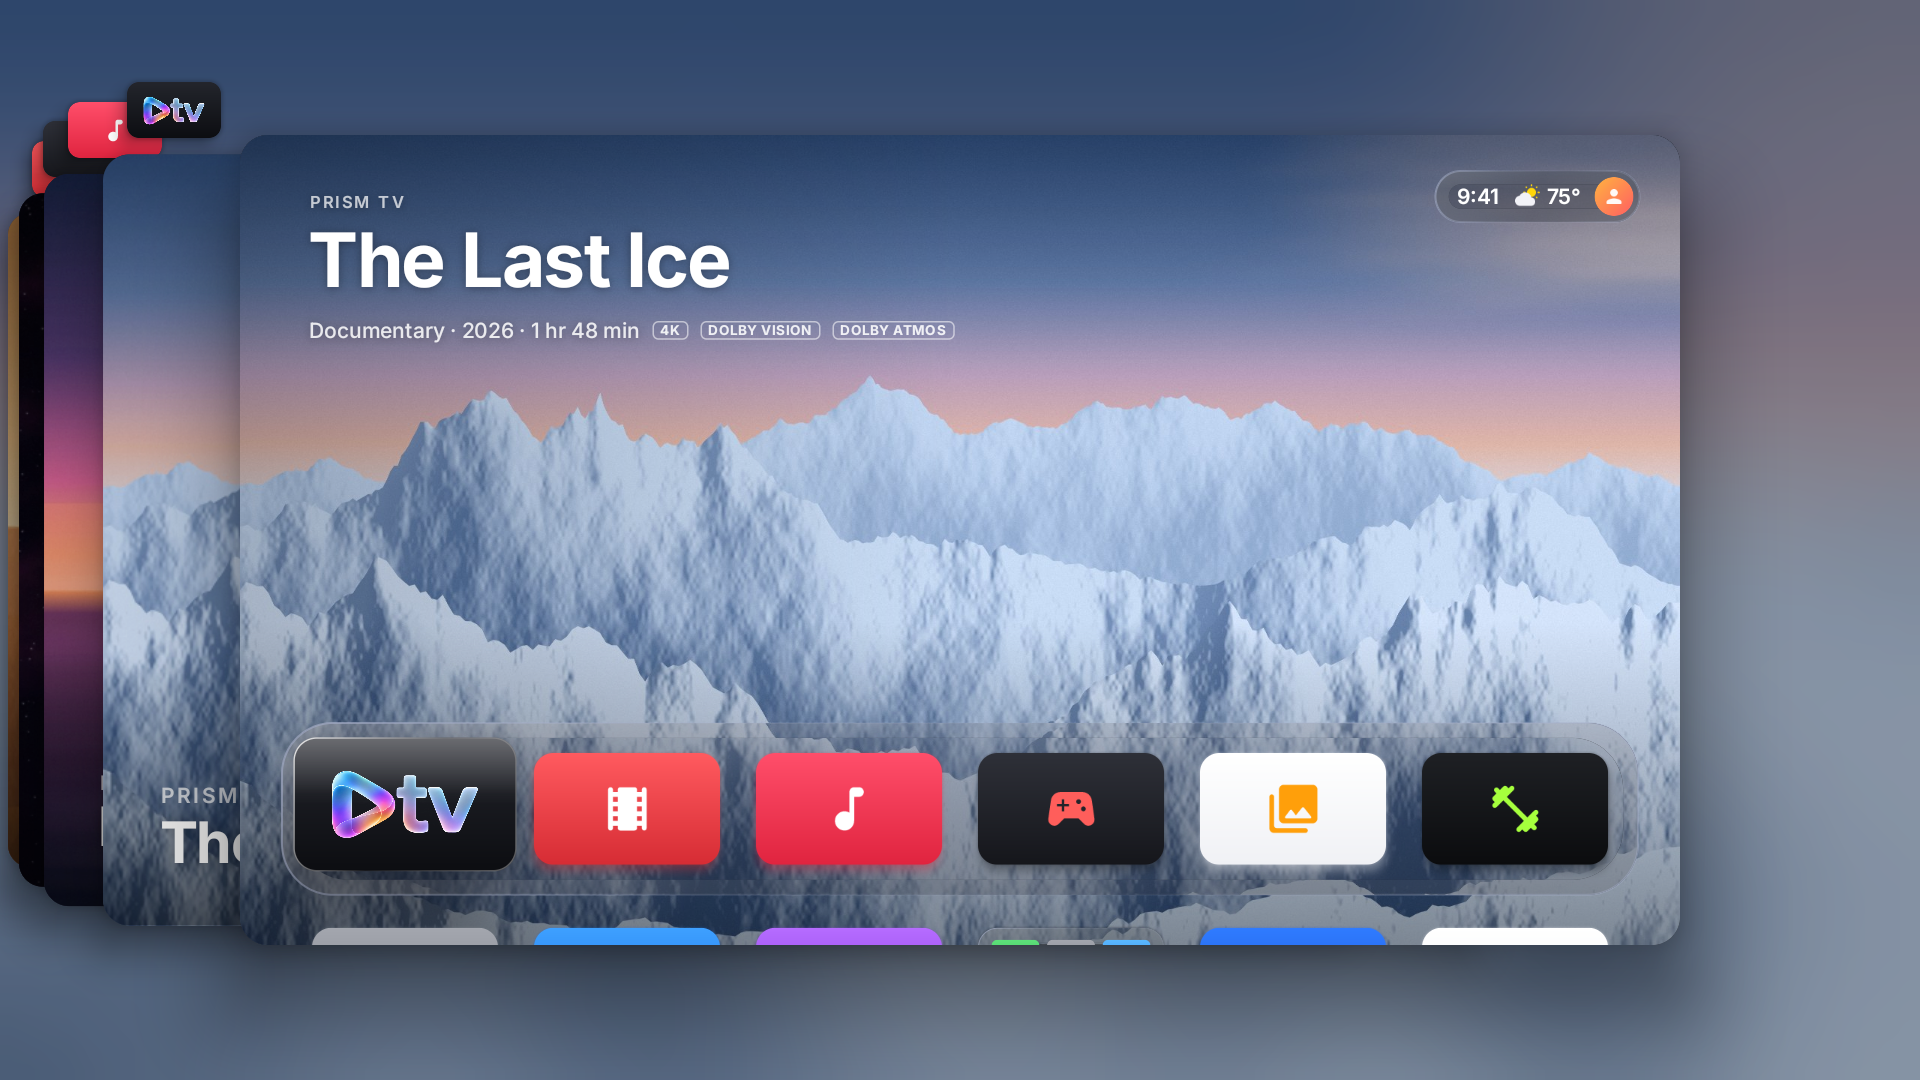 tv
PRISM TV
The Last Ice
Documentary · 2026 · 1 hr 48 min 4K DOLBY VISION DOLBY ATMOS
9:41 75°
PRISM
The
tv